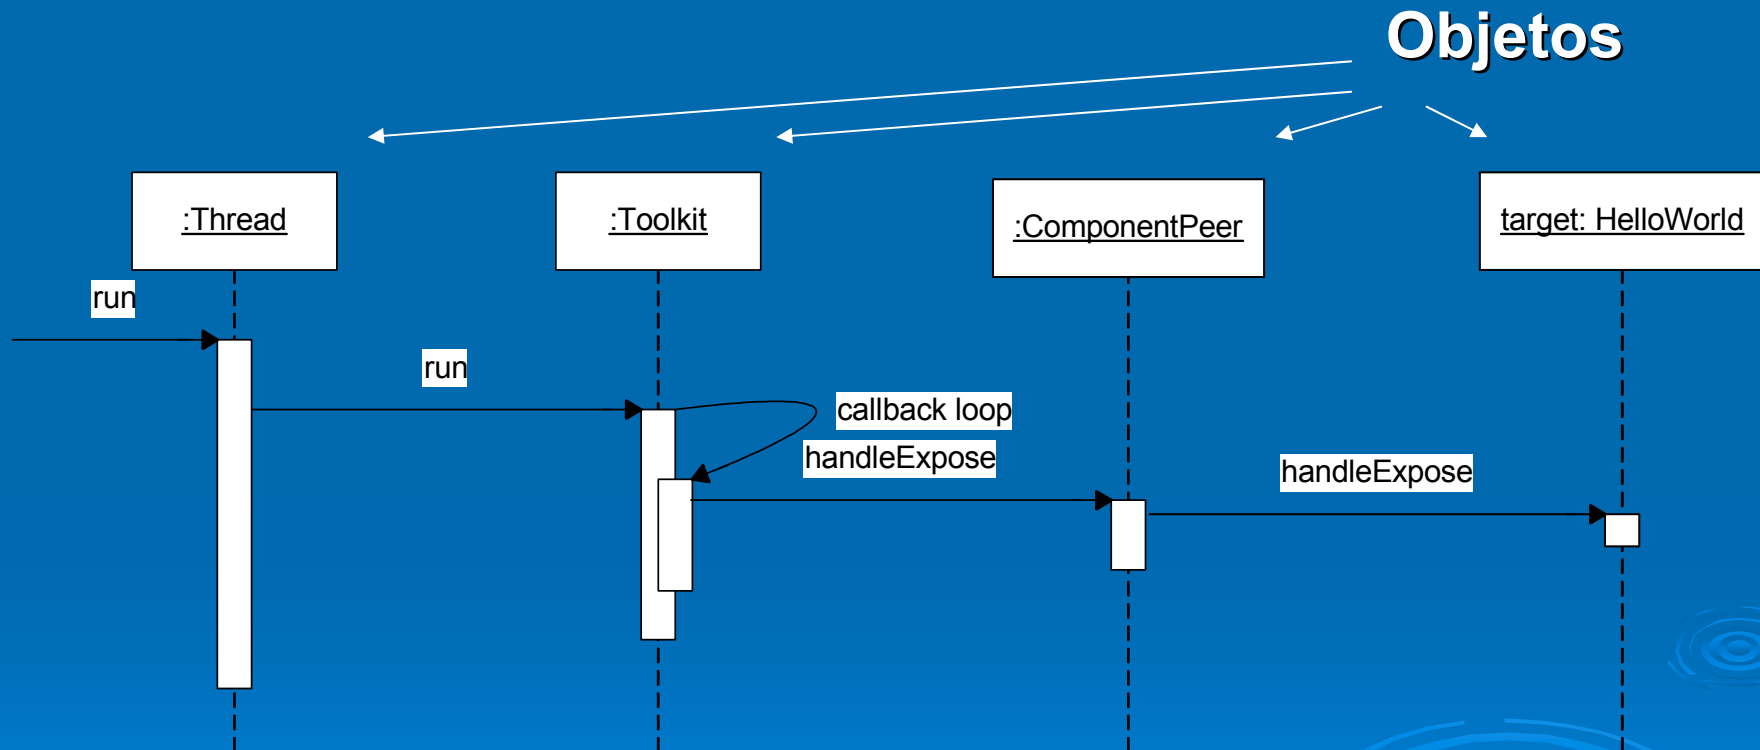 Objetos
:Thread
:Toolkit
:ComponentPeer
target: HelloWorld
run
run
callback loop
handleExpose
handleExpose